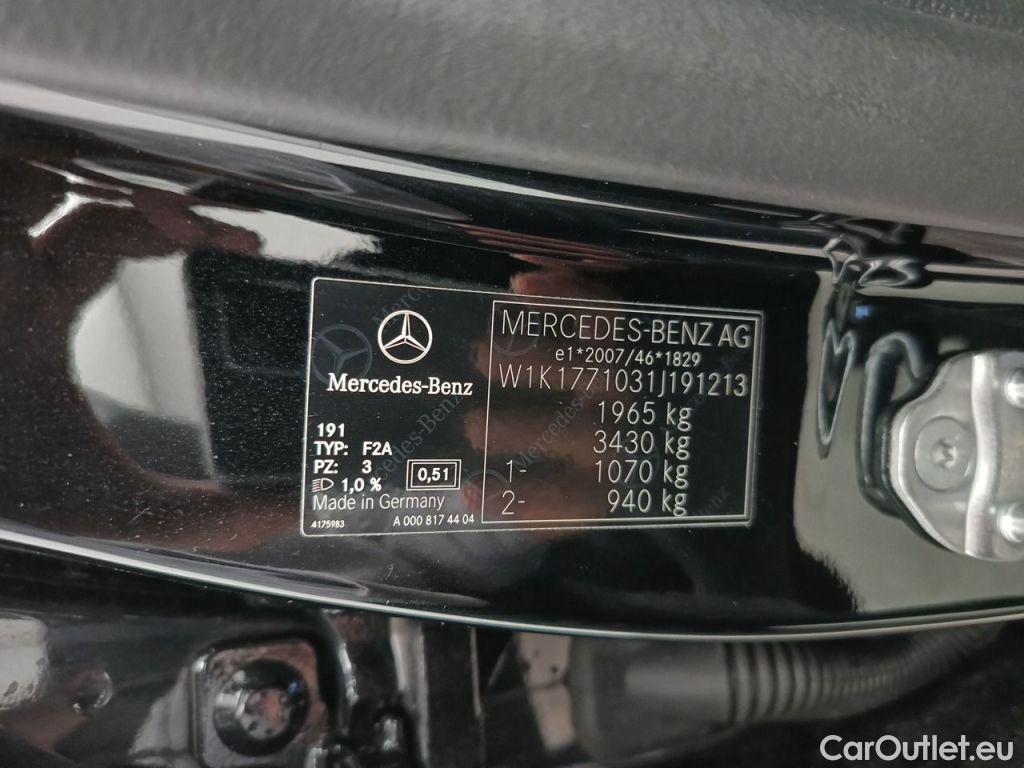 Mercedes-Benz
191
TYP: F2A
PZ: 3
1,0 %
0,51
Made in Germany
4175983 A 000 817 44 04
MERCEDES-BENZ AG
e1*2007/46*1829
W1K1771031J191213
1965 kg
3430 kg
1- 1070 kg
2- 940 kg
CarOutlet.eu